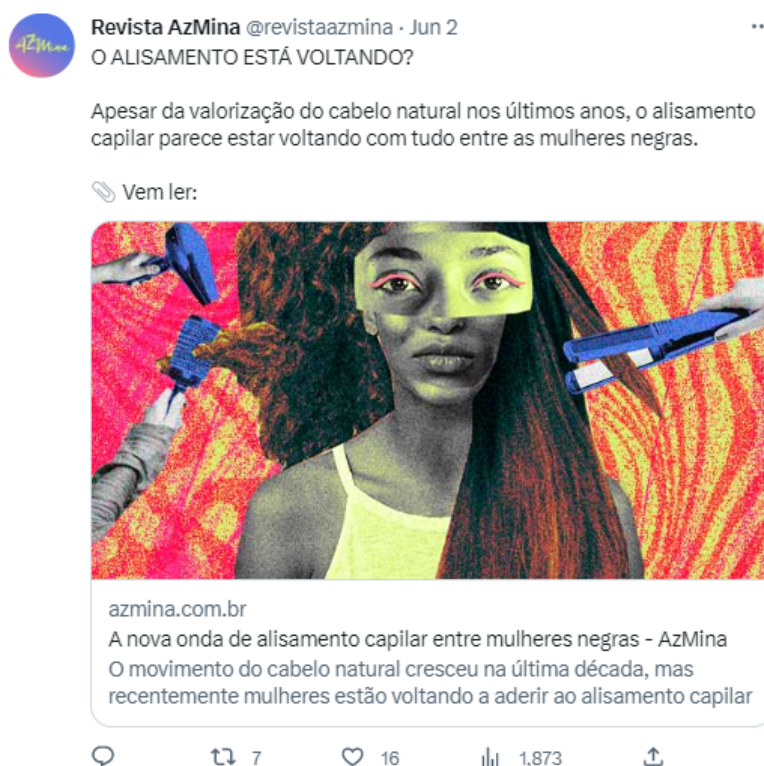 AZMina
Revista AzMina @revistaazmina · Jun 2
O ALISAMENTO ESTÁ VOLTANDO?
Apesar da valorização do cabelo natural nos últimos anos, o alisamento
capilar parece estar voltando com tudo entre as mulheres negras.
📎 Vem ler:
azmina.com.br
A nova onda de alisamento capilar entre mulheres negras - AzMina
O movimento do cabelo natural cresceu na última década, mas
recentemente mulheres estão voltando a aderir ao alisamento capilar
7 16 1,873